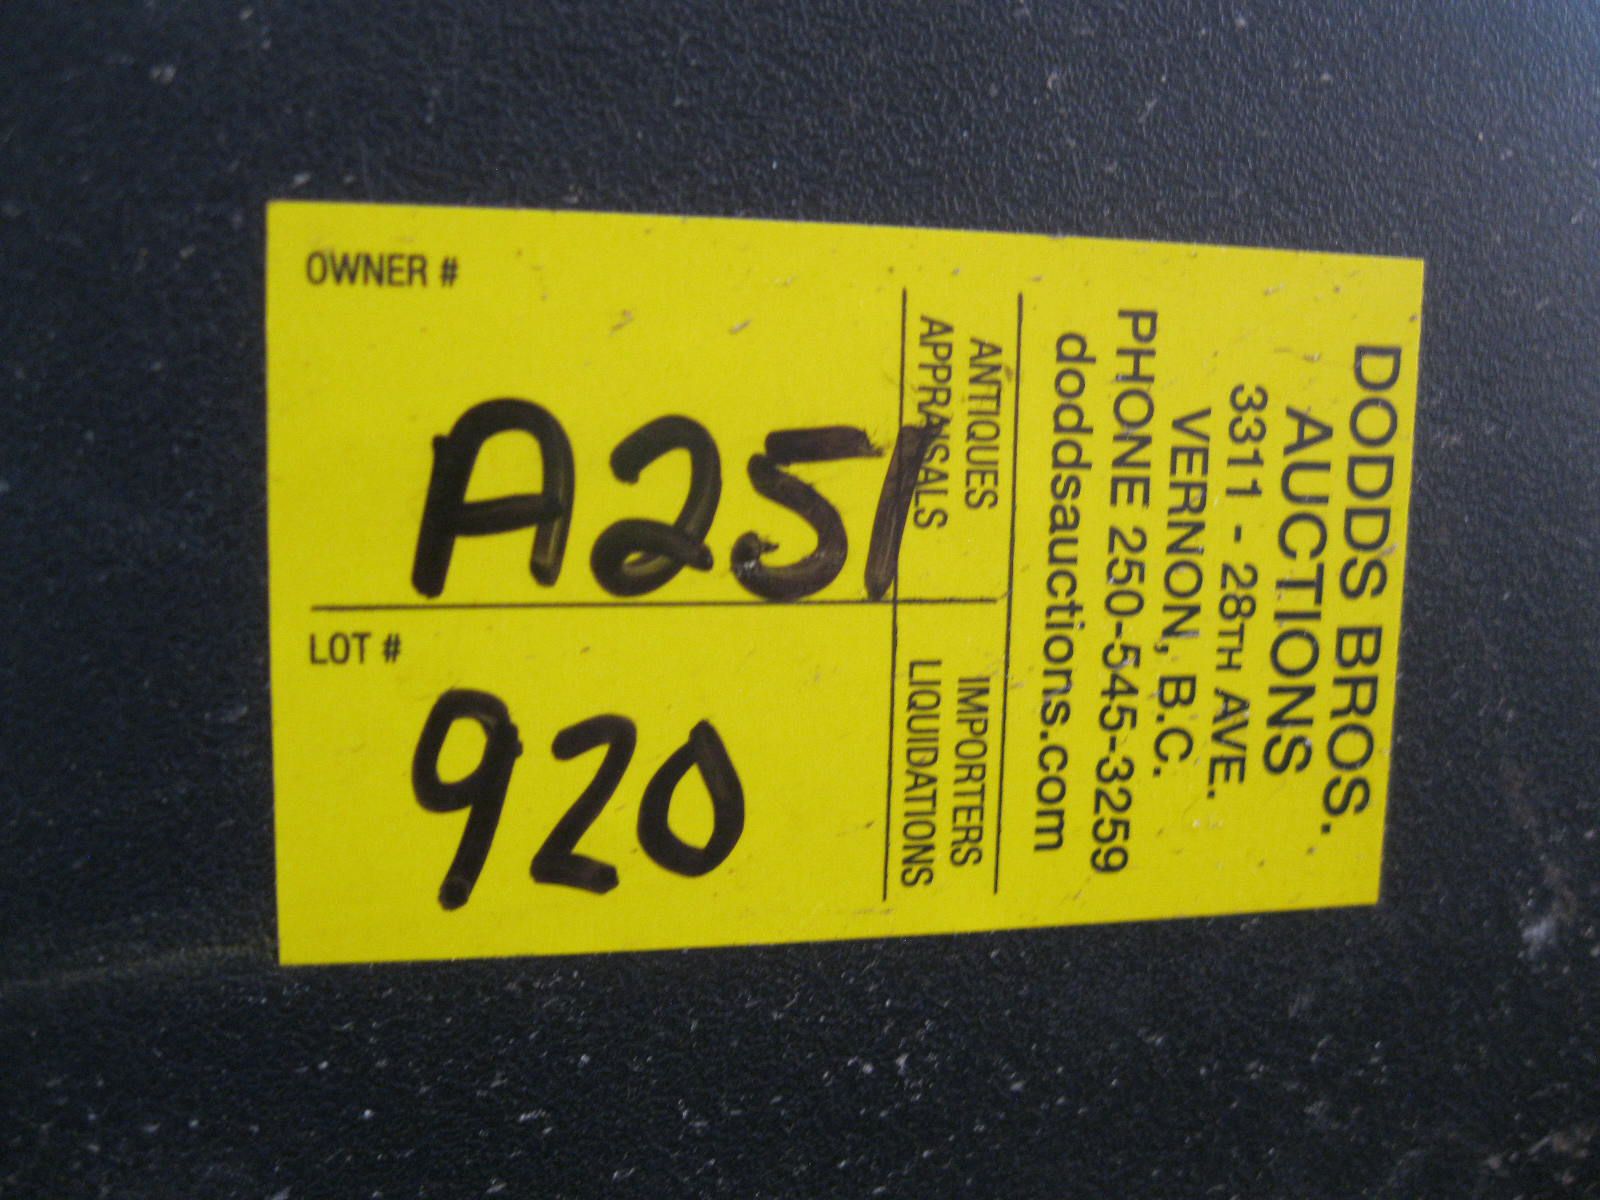 DODDS BROS.
AUCTIONS
3311 - 28TH AVE.
VERNON, B.C.
PHONE 250-545-3259
doddsauctions.com
ANTIQUES
APPRAISALS
IMPORTERS
LIQUIDATIONS
OWNER #
A251
LOT #
920